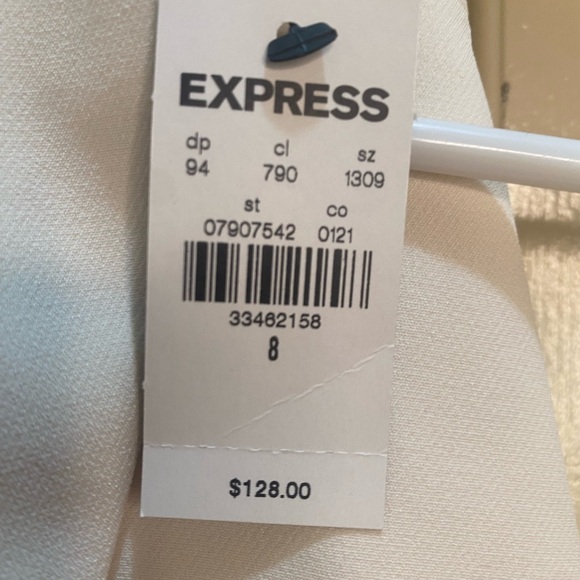 EXPRESS
dp cl sz
94 790 1309
st co
07907542 0121
33462158
8
$128.00